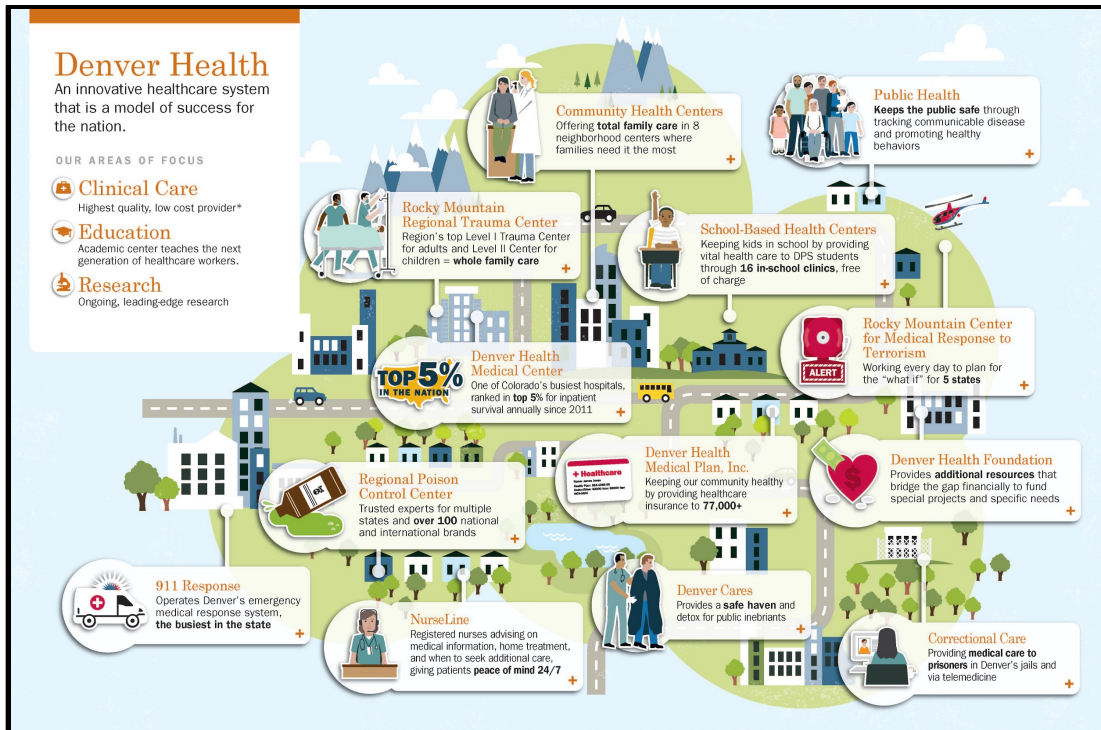 Denver Health
An innovative healthcare system
that is a model of success for
the nation.
OUR AREAS OF FOCUS
Clinical Care
Highest quality, low cost provider*
Education
Academic center teaches the next
generation of healthcare workers.
Research
Ongoing, leading-edge research
Community Health Centers
Offering total family care in 8
neighborhood centers where
families need it the most
+
Public Health
Keeps the public safe through
tracking communicable disease
and promoting healthy
behaviors
+
Rocky Mountain
Regional Trauma Center
Region's top Level I Trauma Center
for adults and Level II Center for
children = whole family care
+
School-Based Health Centers
Keeping kids in school by providing
vital health care to DPS students
through 16 in-school clinics, free
of charge
+
TOP 5%
IN THE NATION
Denver Health
Medical Center
One of Colorado's busiest hospitals,
ranked in top 5% for inpatient
survival annually since 2011
+
ALERT
Rocky Mountain Center
for Medical Response to
Terrorism
Working every day to plan for
the "what if" for 5 states
+
Regional Poison
Control Center
Trusted experts for multiple
states and over 100 national
and international brands
+
+ Healthcare
Denver Health
Medical Plan, Inc.
Keeping our community healthy
by providing healthcare
insurance to 77,000+
+
$
Denver Health Foundation
Provides additional resources that
bridge the gap financially to fund
special projects and specific needs
+
911 Response
Operates Denver's emergency
medical response system,
the busiest in the state
+
NurseLine
Registered nurses advising on
medical information, home treatment,
and when to seek additional care,
giving patients peace of mind 24/7
+
Denver Cares
Provides a safe haven and
detox for public inebriants
+
Correctional Care
Providing medical care to
prisoners in Denver's jails and
via telemedicine
+